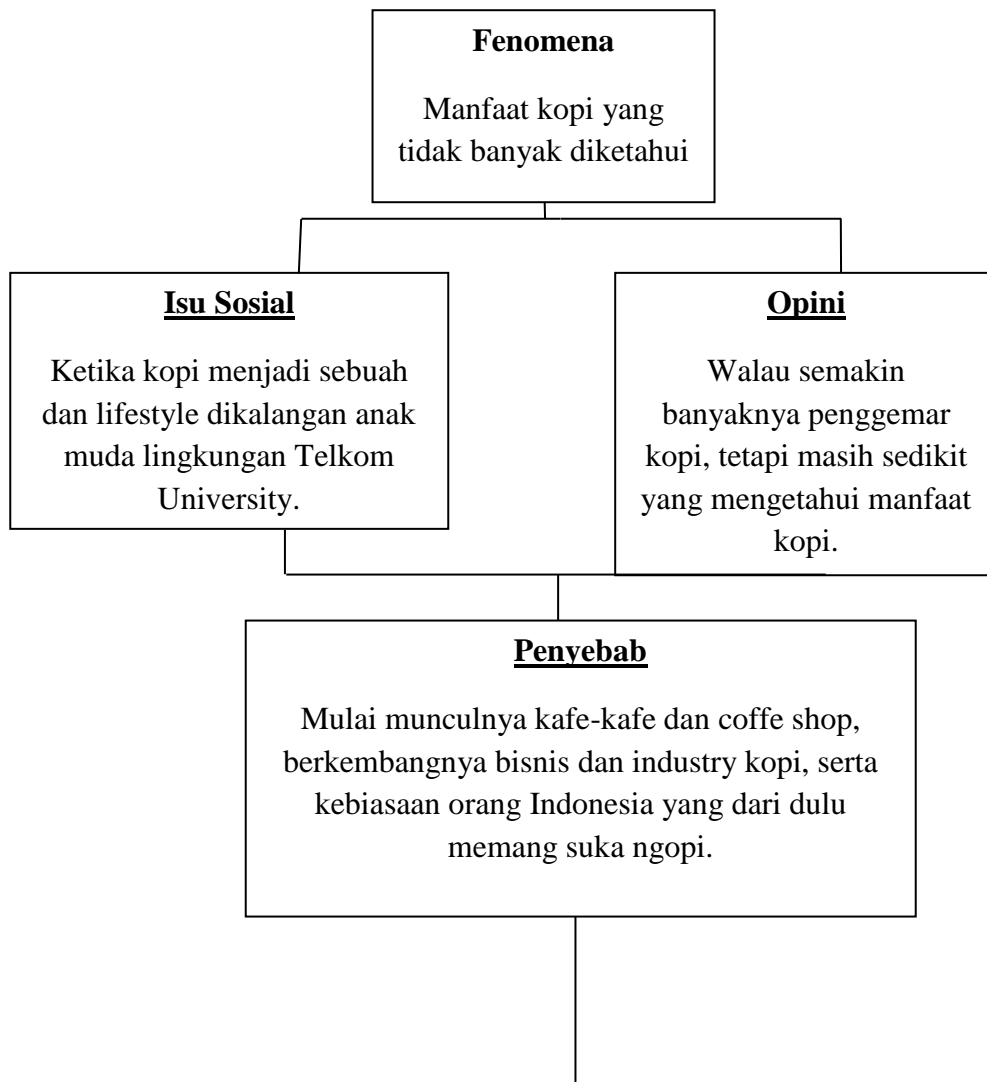 Fenomena
Manfaat kopi yang
tidak banyak diketahui
Isu Sosial
Ketika kopi menjadi sebuah
dan lifestyle dikalangan anak
muda lingkungan Telkom
University.
Opini
Walau semakin
banyaknya penggemar
kopi, tetapi masih sedikit
yang mengetahui manfaat
kopi.
Penyebab
Mulai munculnya kafe-kafe dan coffe shop,
berkembangnya bisnis dan industry kopi, serta
kebiasaan orang Indonesia yang dari dulu
memang suka ngopi.